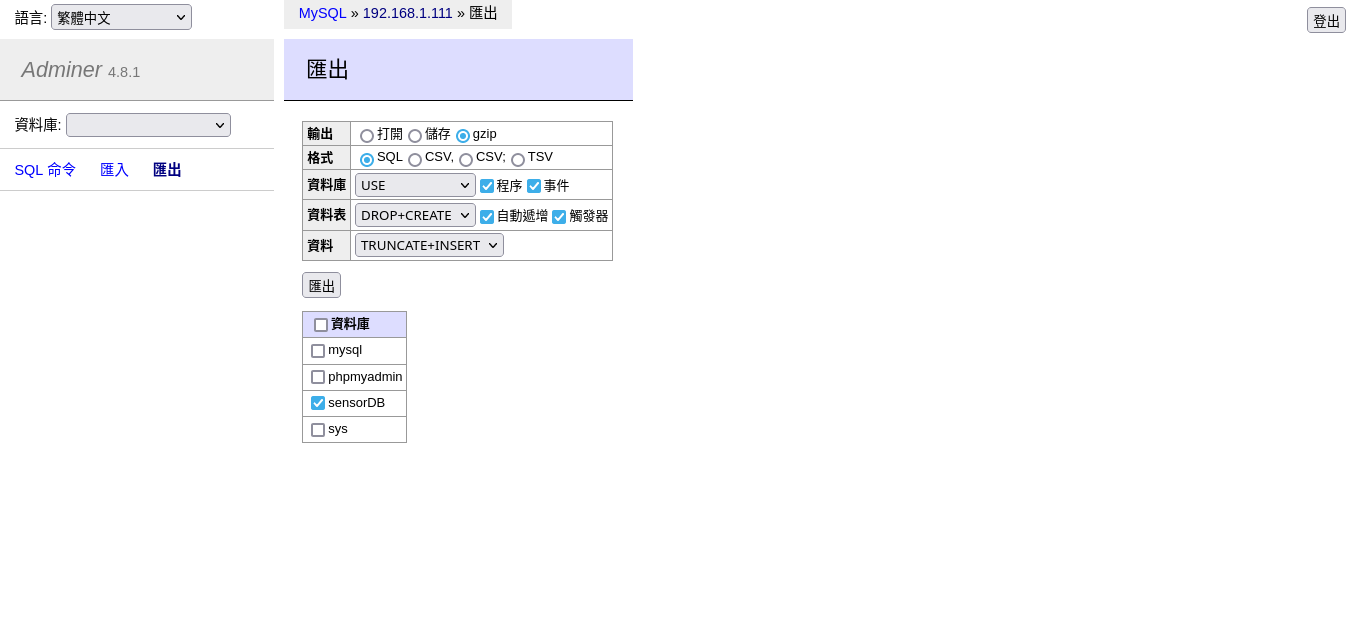 語言: 繁體中文
MySQL » 192.168.1.111 » 匯出
登出
Adminer 4.8.1
匯出
資料庫:
SQL 命令 匯入 匯出
輸出 打開 儲存 gzip
格式 SQL CSV, CSV; TSV
資料庫 USE 程序 事件
資料表 DROP+CREATE 自動遞增 觸發器
資料 TRUNCATE+INSERT
匯出
資料庫
mysql
phpmyadmin
sensorDB
sys